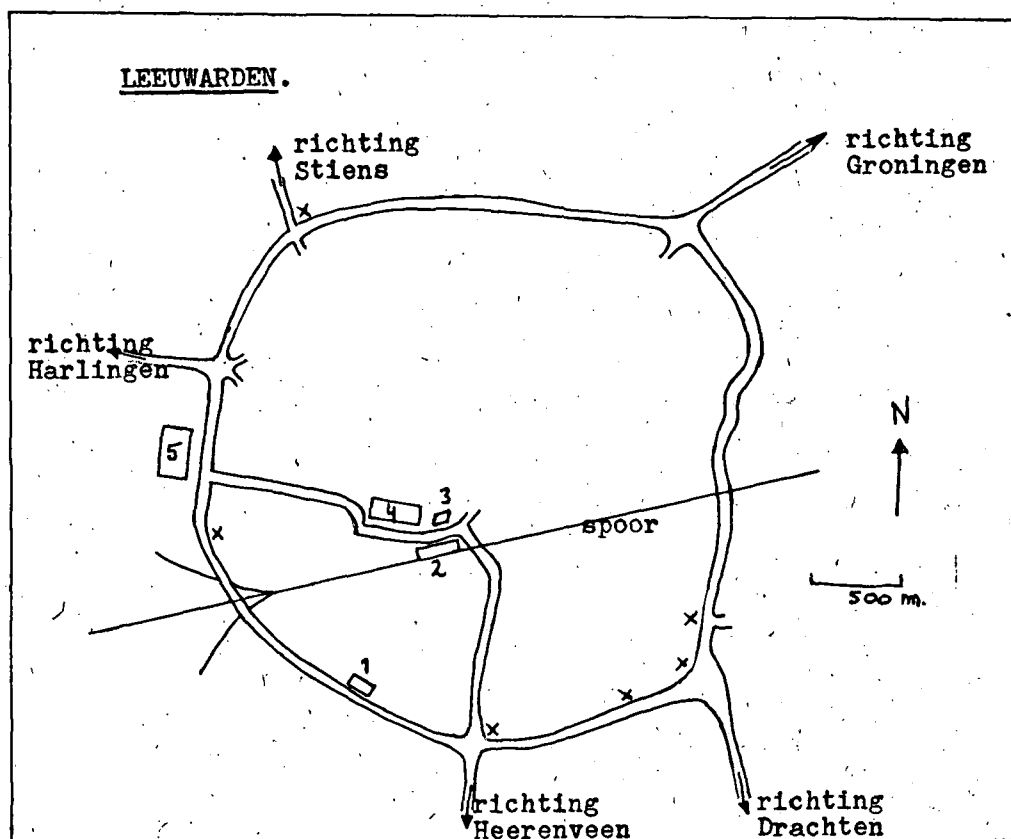 LEEUWARDEN.
richting
Stiens
richting
Groningen
richting
Harlingen
N
5
4
3
2
spoor
500 m.
1
richting
Heerenveen
richting
Drachten